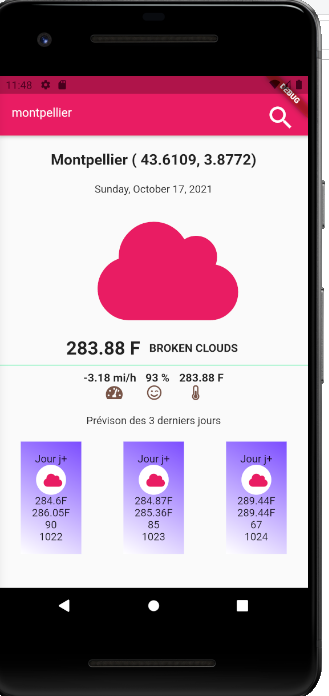 11:48
DEBUG
montpellier
Montpellier ( 43.6109, 3.8772)
Sunday, October 17, 2021
283.88 F BROKEN CLOUDS
-3.18 mi/h 93 % 283.88 F
Prévison des 3 derniers jours
Jour j+ Jour j+ Jour j+
284.6F 284.87F 289.44F
286.05F 285.36F 289.44F
90 85 67
1022 1023 1024